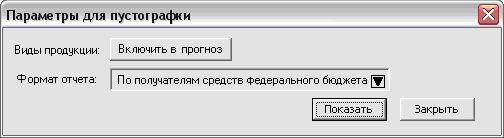 Параметры для пустографки
Виды продукции: Включить в прогноз
Формат отчета: По получателям средств федерального бюджета
Показать Закрыть